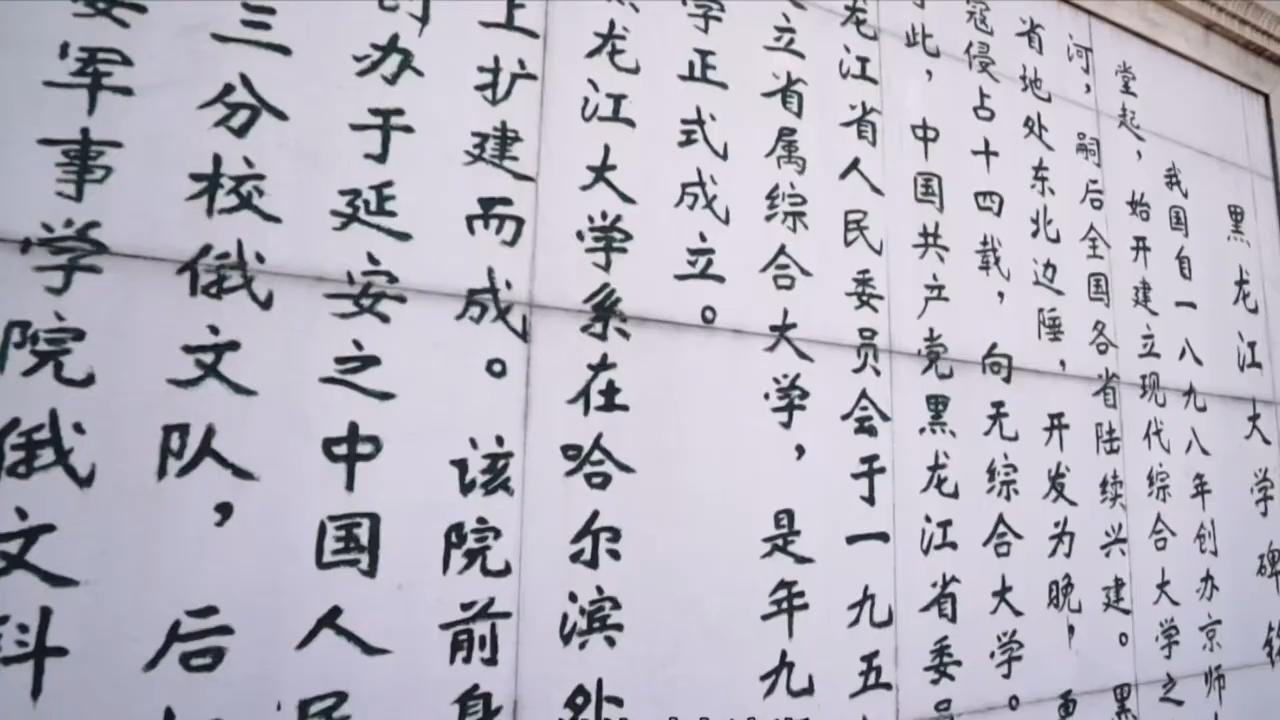 黑龙江大学碑
我国自一八九八年创办京师
堂起，始开建立现代综合大学之
河，嗣后全国各省陆续兴建。黑
省地处东北边陲，开发为晚，
寇侵占十四载，向无综合大学。
此，中国共产党黑龙江省委员
龙江省人民委员会于一九五
立省属综合大学，是年九
学正式成立。
龙江大学系在哈尔滨外
上扩建而成。该院前身
办于延安之中国人民
三分校俄文队，后
军事学院俄文科